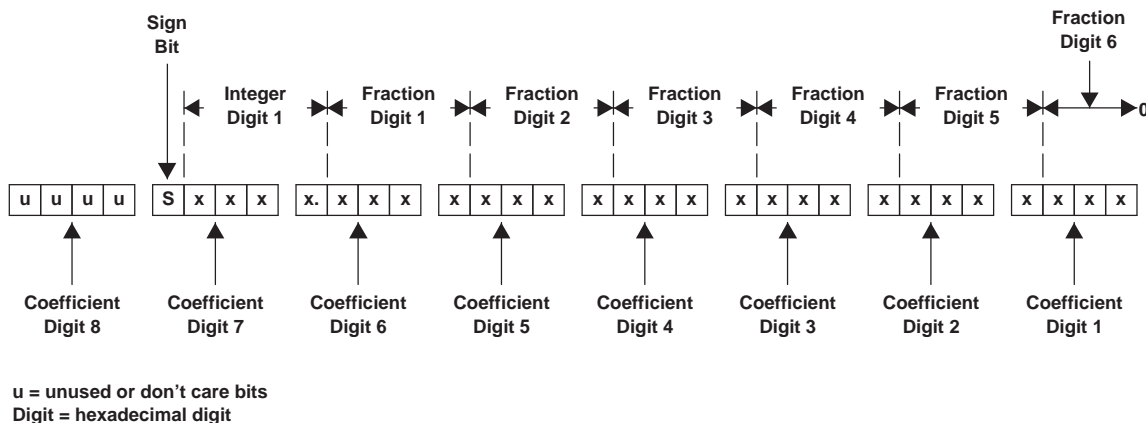 Sign
Bit
Fraction
Digit 6
Integer
Digit 1
Fraction
Digit 1
Fraction
Digit 2
Fraction
Digit 3
Fraction
Digit 4
Fraction
Digit 5
0
u u u u S x x x x. x x x x x x x x x x x x x x x x x x x x x x x
Coefficient
Digit 8
Coefficient
Digit 7
Coefficient
Digit 6
Coefficient
Digit 5
Coefficient
Digit 4
Coefficient
Digit 3
Coefficient
Digit 2
Coefficient
Digit 1
u = unused or don't care bits
Digit = hexadecimal digit